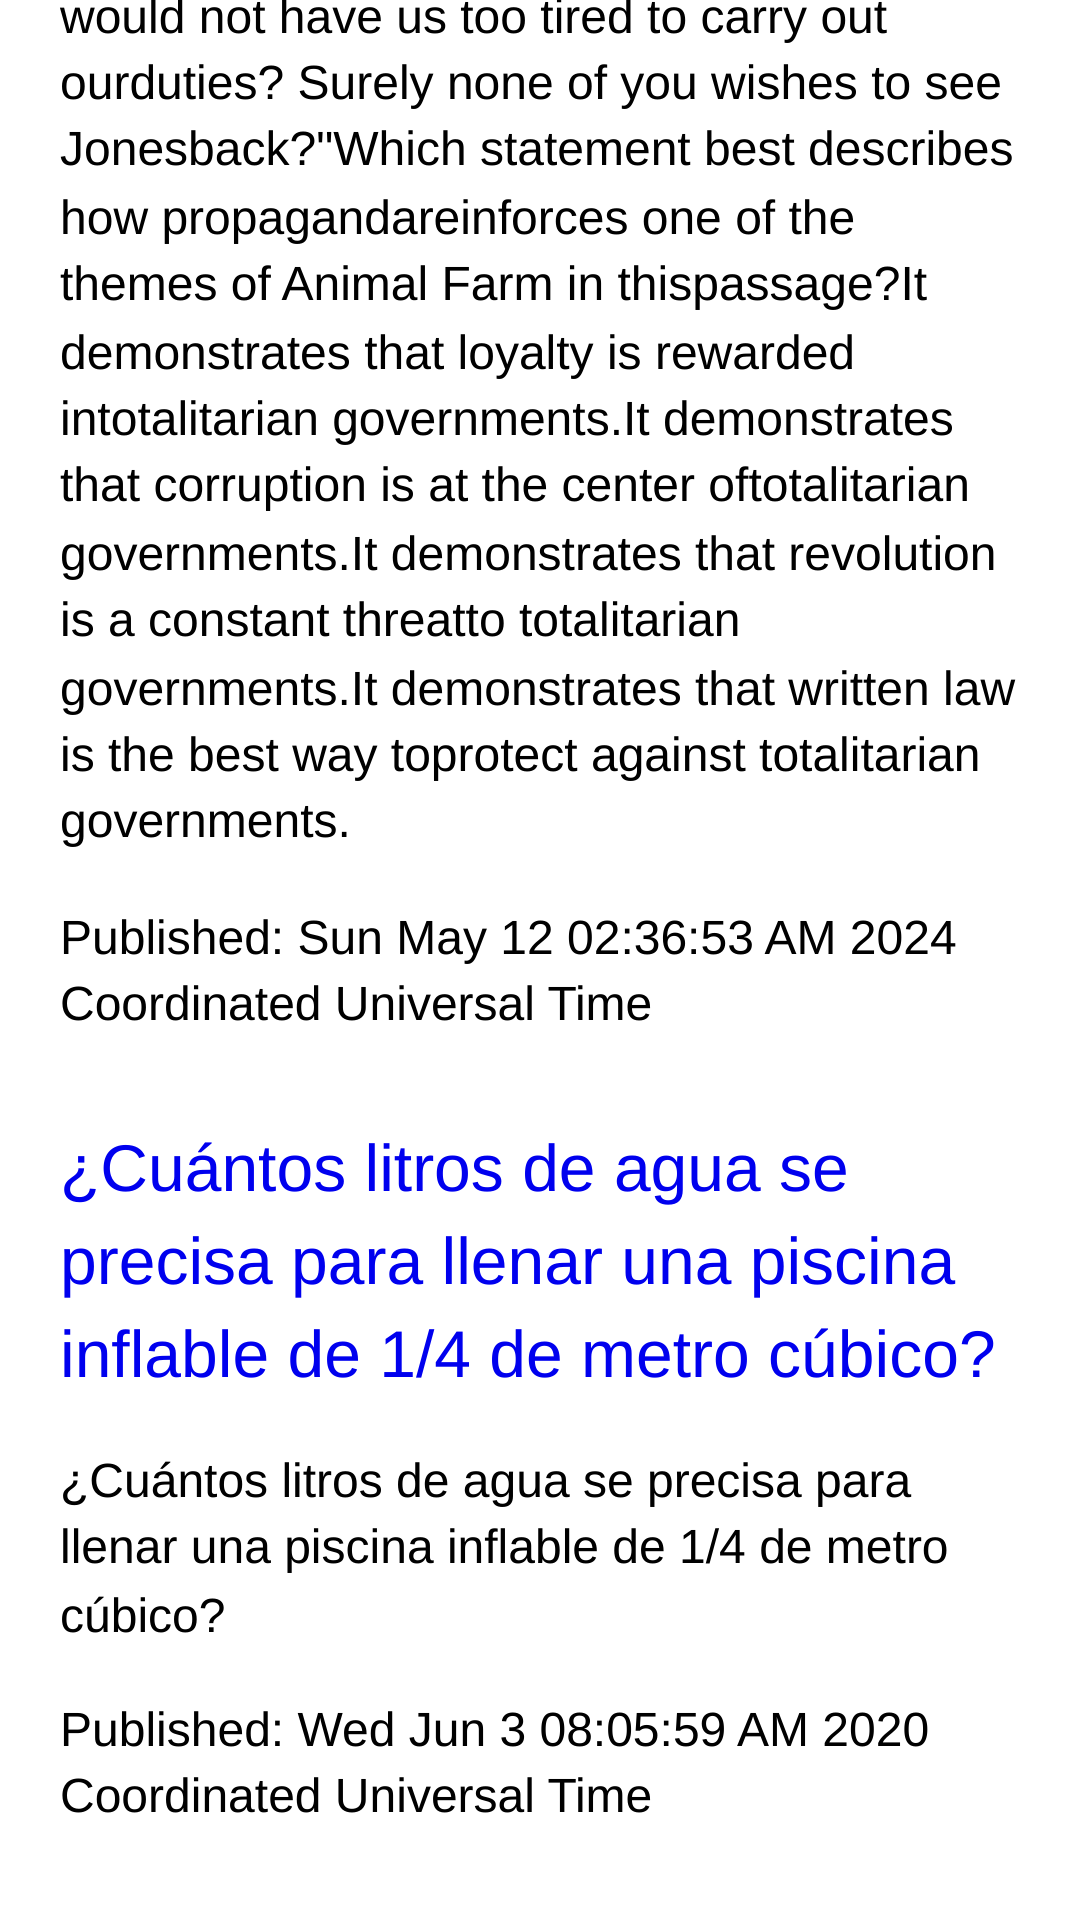 would not have us too tired to carry out
ourduties? Surely none of you wishes to see
Jonesback?"Which statement best describes
how propagandareinforces one of the
themes of Animal Farm in thispassage?It
demonstrates that loyalty is rewarded
intotalitarian governments.It demonstrates
that corruption is at the center oftotalitarian
governments.It demonstrates that revolution
is a constant threatto totalitarian
governments.It demonstrates that written law
is the best way toprotect against totalitarian
governments.
Published: Sun May 12 02:36:53 AM 2024
Coordinated Universal Time
¿Cuántos litros de agua se
precisa para llenar una piscina
inflable de 1/4 de metro cúbico?
¿Cuántos litros de agua se precisa para
llenar una piscina inflable de 1/4 de metro
cúbico?
Published: Wed Jun 3 08:05:59 AM 2020
Coordinated Universal Time